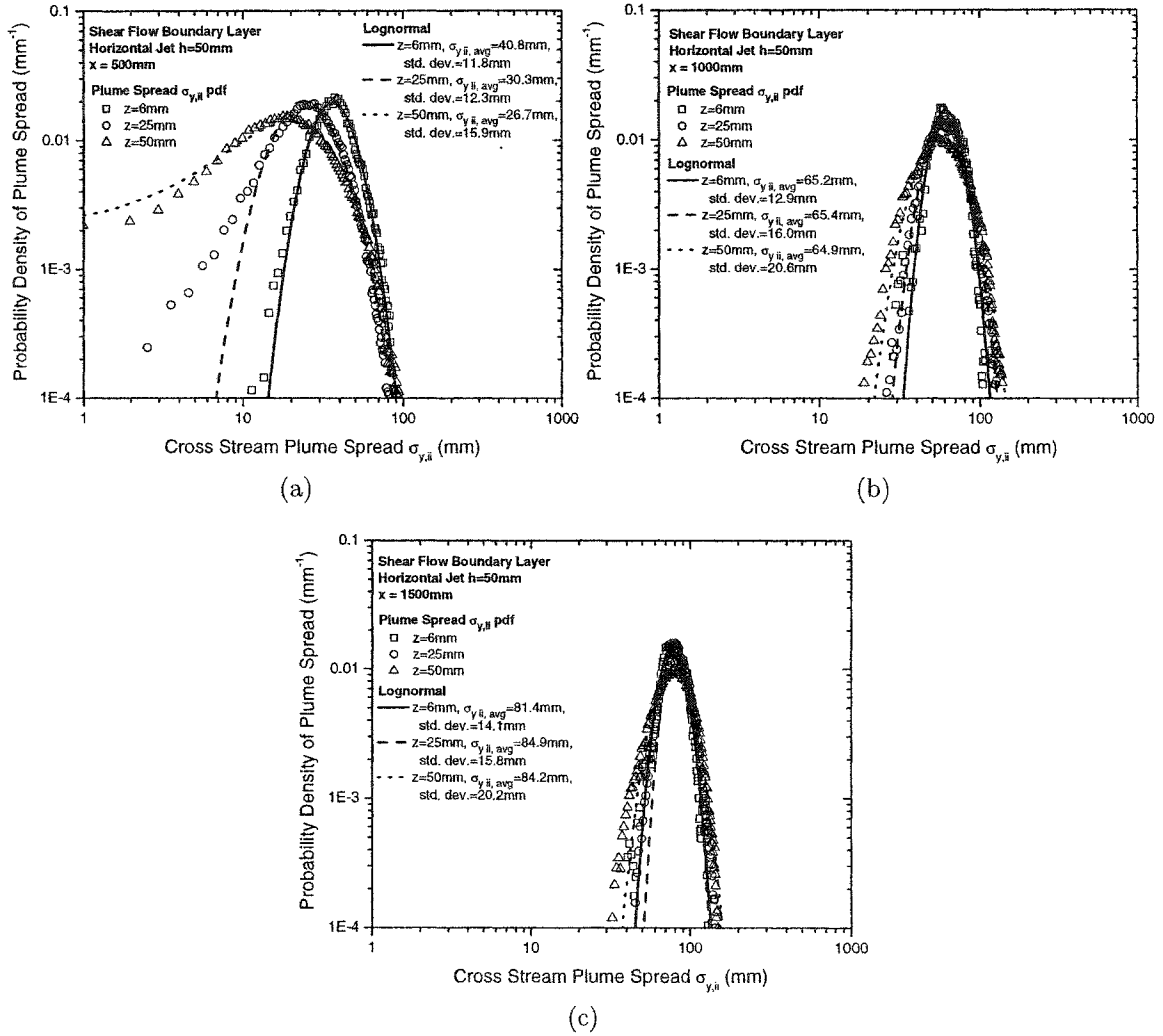 Shear Flow Boundary Layer
Horizontal Jet h=50mm
x = 500mm
Plume Spread σy,ii pdf
z=6mm
z=25mm
z=50mm
Lognormal
z=6mm, σy ii, avg=40.8mm,
std. dev.=11.8mm
z=25mm, σy ii, avg=30.3mm,
std. dev.=12.3mm
z=50mm, σy ii, avg=26.7mm,
std. dev.=15.9mm
Probability Density of Plume Spread (mm-1)
0.1
0.01
1E-3
1E-4
1
10
100
1000
Cross Stream Plume Spread σy,ii (mm)
(a)
Shear Flow Boundary Layer
Horizontal Jet h=50mm
x = 1000mm
Plume Spread σy,ii pdf
z=6mm
z=25mm
z=50mm
Lognormal
z=6mm, σy ii, avg=65.2mm,
std. dev.=12.9mm
z=25mm, σy ii, avg=65.4mm,
std. dev.=16.0mm
z=50mm, σy ii, avg=64.9mm,
std. dev.=20.6mm
Probability Density of Plume Spread (mm-1)
0.1
0.01
1E-3
1E-4
1
10
100
1000
Cross Stream Plume Spread σy,ii (mm)
(b)
Shear Flow Boundary Layer
Horizontal Jet h=50mm
x = 1500mm
Plume Spread σy,ii pdf
z=6mm
z=25mm
z=50mm
Lognormal
z=6mm, σy ii, avg=81.4mm,
std. dev.=14.1mm
z=25mm, σy ii, avg=84.9mm,
std. dev.=15.8mm
z=50mm, σy ii, avg=84.2mm,
std. dev.=20.2mm
Probability Density of Plume Spread (mm-1)
0.1
0.01
1E-3
1E-4
1
10
100
1000
Cross Stream Plume Spread σy,ii (mm)
(c)